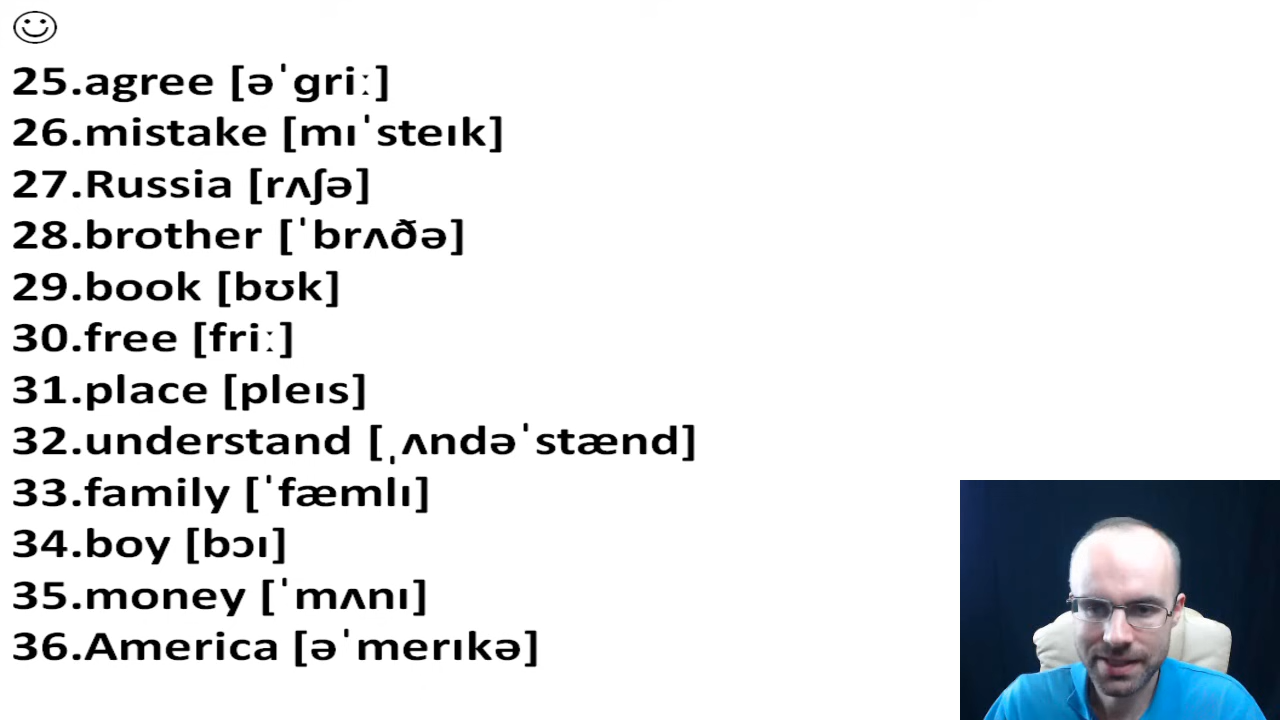 ☺
25.agree [əˈgriː]
26.mistake [mɪˈsteɪk]
27.Russia [rʌʃə]
28.brother [ˈbrʌðə]
29.book [bʊk]
30.free [friː]
31.place [pleɪs]
32.understand [ˌʌndəˈstænd]
33.family [ˈfæmlɪ]
34.boy [bɔɪ]
35.money [ˈmʌnɪ]
36.America [əˈmerɪkə]